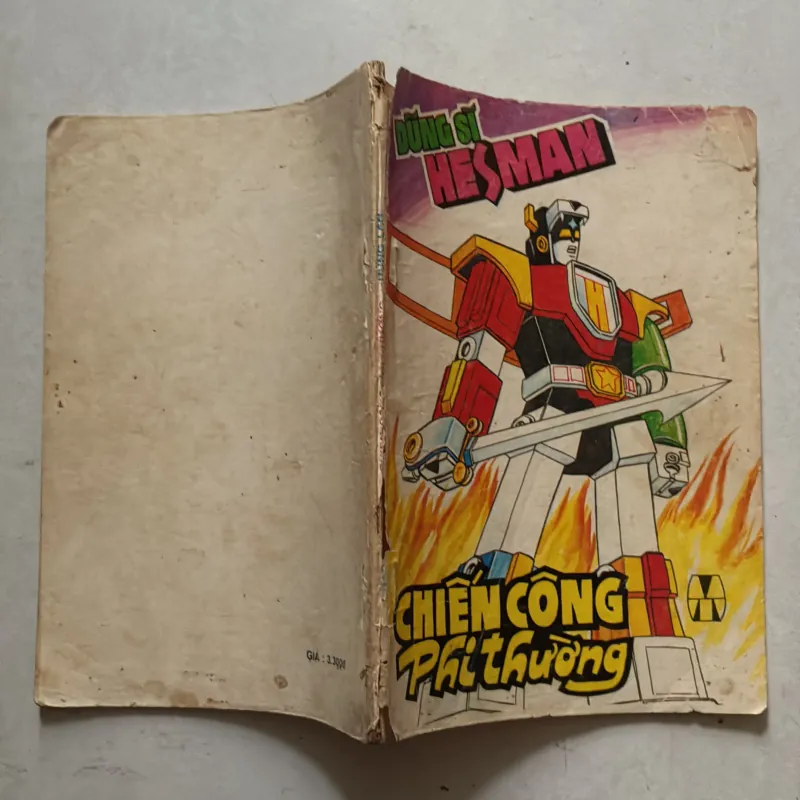 DŨNG SĨ
HESMAN
H
CHIẾN CÔNG
Phi thường
GIÁ : 3.300đ